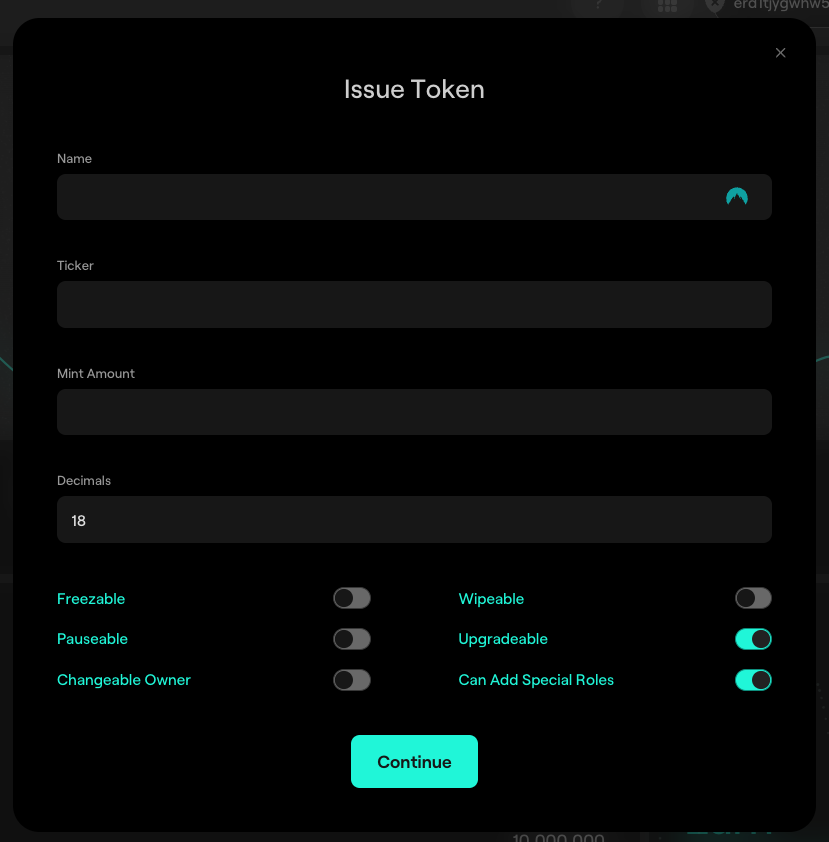 ?
Issue Token
Name
Ticker
Mint Amount
Decimals
18
Freezable
Wipeable
Pauseable
Upgradeable
Changeable Owner
Can Add Special Roles
Continue
10,000,000